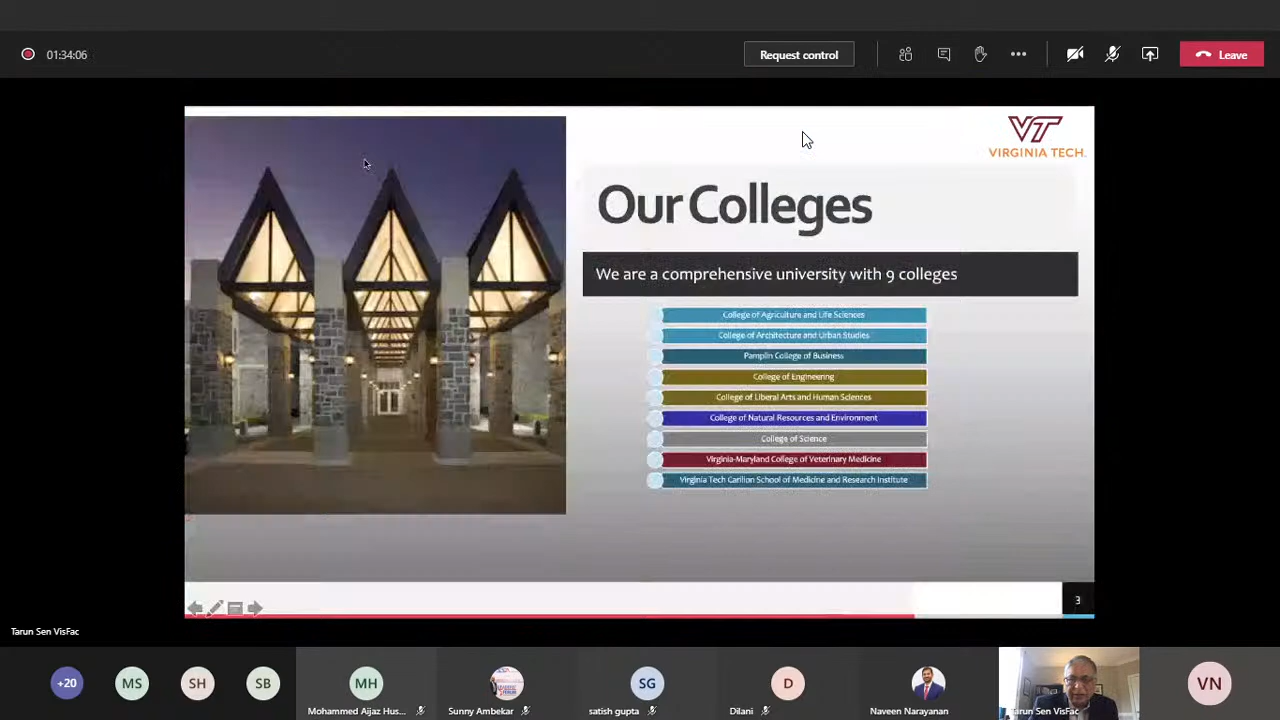 01:34:06
Request control
Leave
VT
VIRGINIA TECH.
Our Colleges
We are a comprehensive university with 9 colleges
College of Agriculture and Life Sciences
College of Architecture and Urban Studies
Pamplin College of Business
College of Engineering
College of Liberal Arts and Human Sciences
College of Natural Resources and Environment
College of Science
Virginia-Maryland College of Veterinary Medicine
Virginia Tech Carilion School of Medicine and Research Institute
3
Tarun Sen VisFac
+20
MS
SH
SB
MH
Mohammed Aijaz Hus...
Sunny Ambekar
SG
satish gupta
D
Dilani
Naveen Narayanan
Tarun Sen VisFac
VN